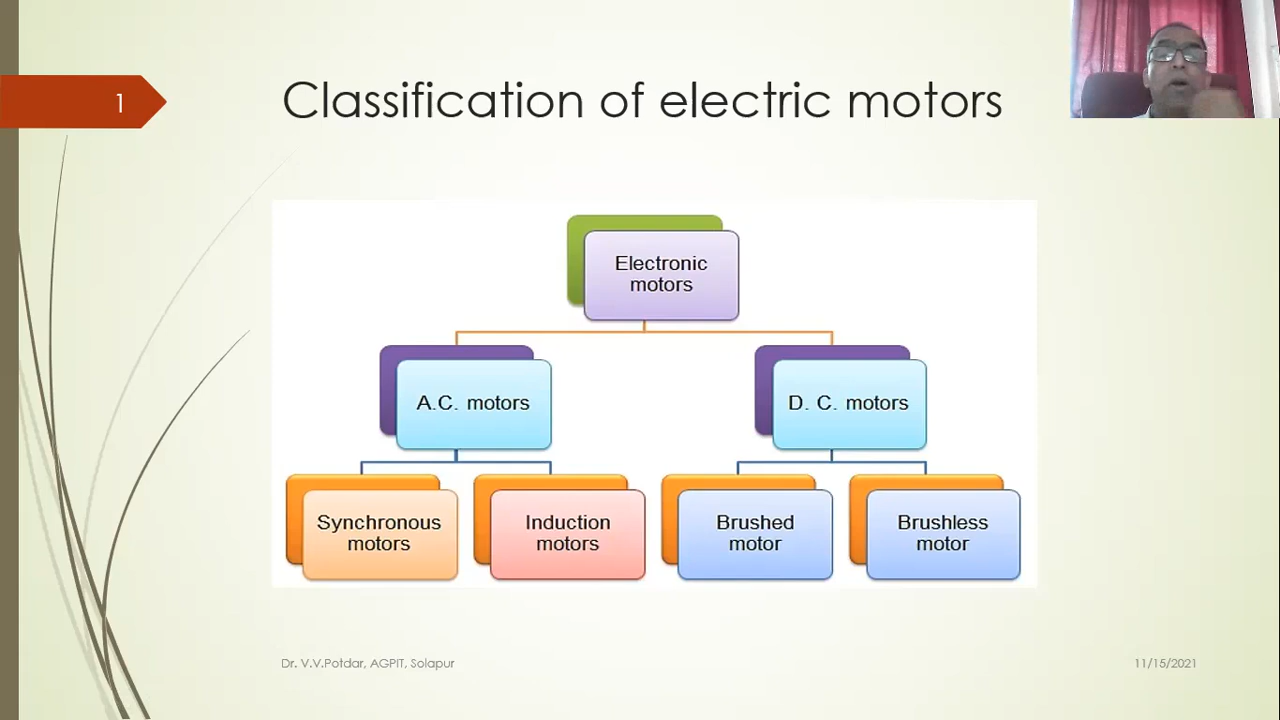 1
Classification of electric motors
Electronic
motors
A.C. motors
D. C. motors
Synchronous
motors
Induction
motors
Brushed
motor
Brushless
motor
Dr. V.V.Potdar, AGPIT, Solapur
11/15/2021